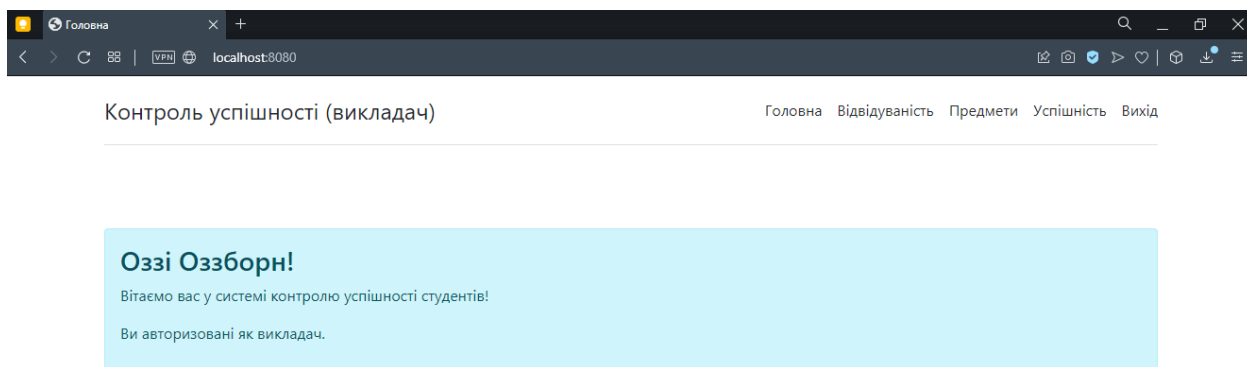 Головна
VPN localhost:8080
Контроль успішності (викладач) Головна Відвідуваність Предмети Успішність Вихід
Оззі Оззборн!
Вітаємо вас у системі контролю успішності студентів!
Ви авторизовані як викладач.